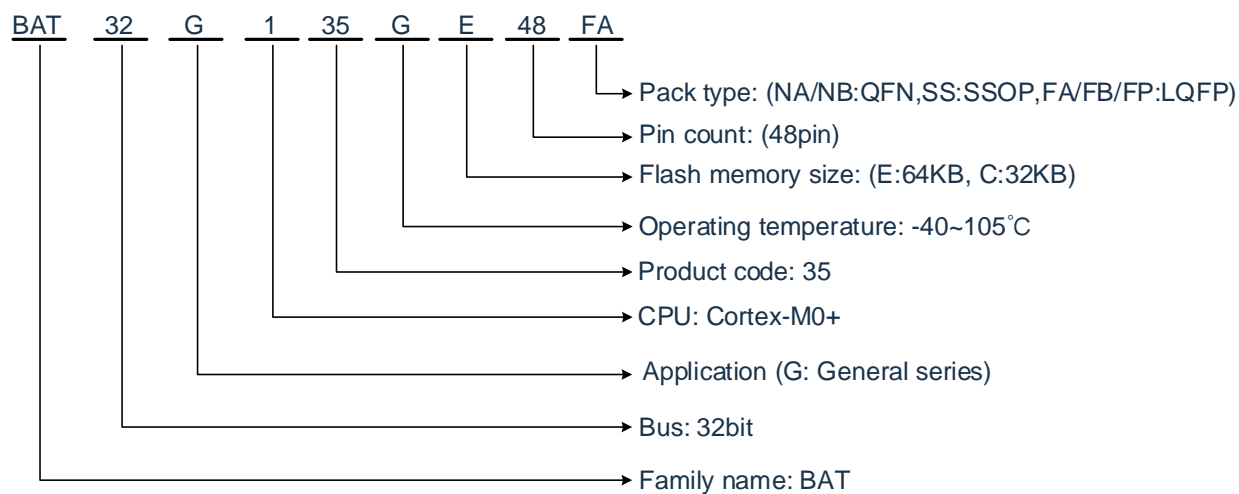 BAT 32 G 1 35 G E 48 FA
Pack type: (NA/NB:QFN,SS:SSOP,FA/FB/FP:LQFP)
Pin count: (48pin)
Flash memory size: (E:64KB, C:32KB)
Operating temperature: -40~105℃
Product code: 35
CPU: Cortex-M0+
Application (G: General series)
Bus: 32bit
Family name: BAT